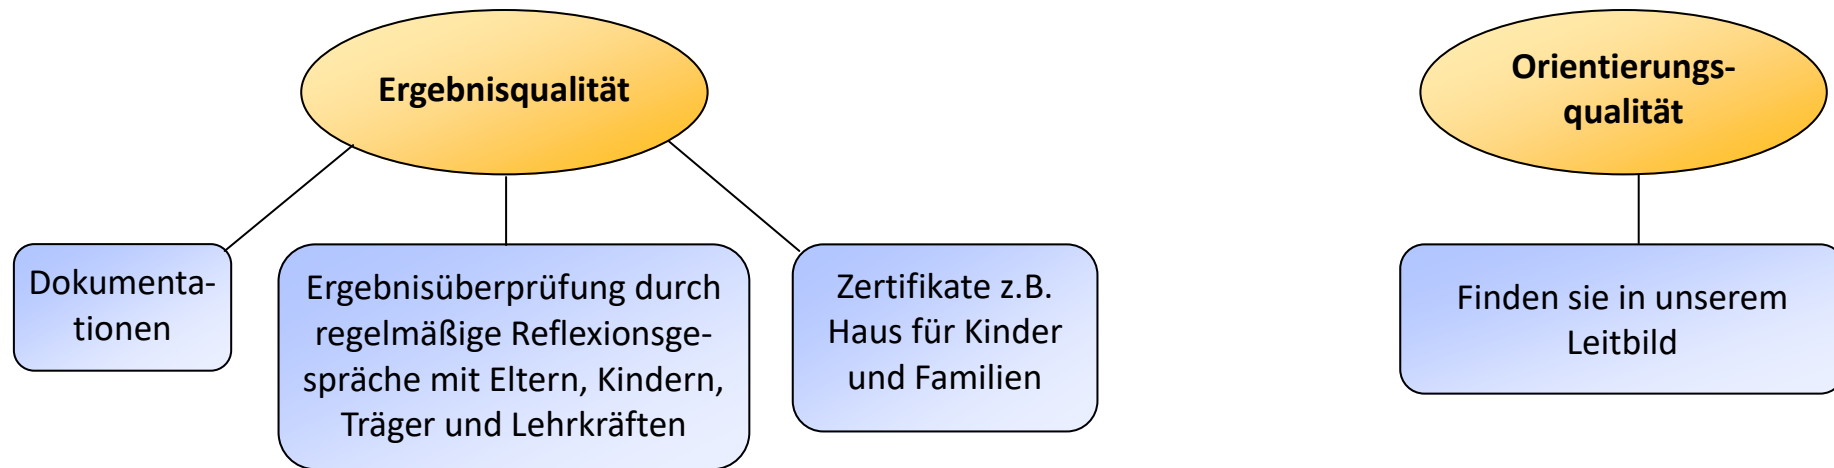 Ergebnisqualität
Dokumenta-
tionen
Ergebnisüberprüfung durch
regelmäßige Reflexionsge-
spräche mit Eltern, Kindern,
Träger und Lehrkräften
Zertifikate z.B.
Haus für Kinder
und Familien
Orientierungs-
qualität
Finden sie in unserem
Leitbild